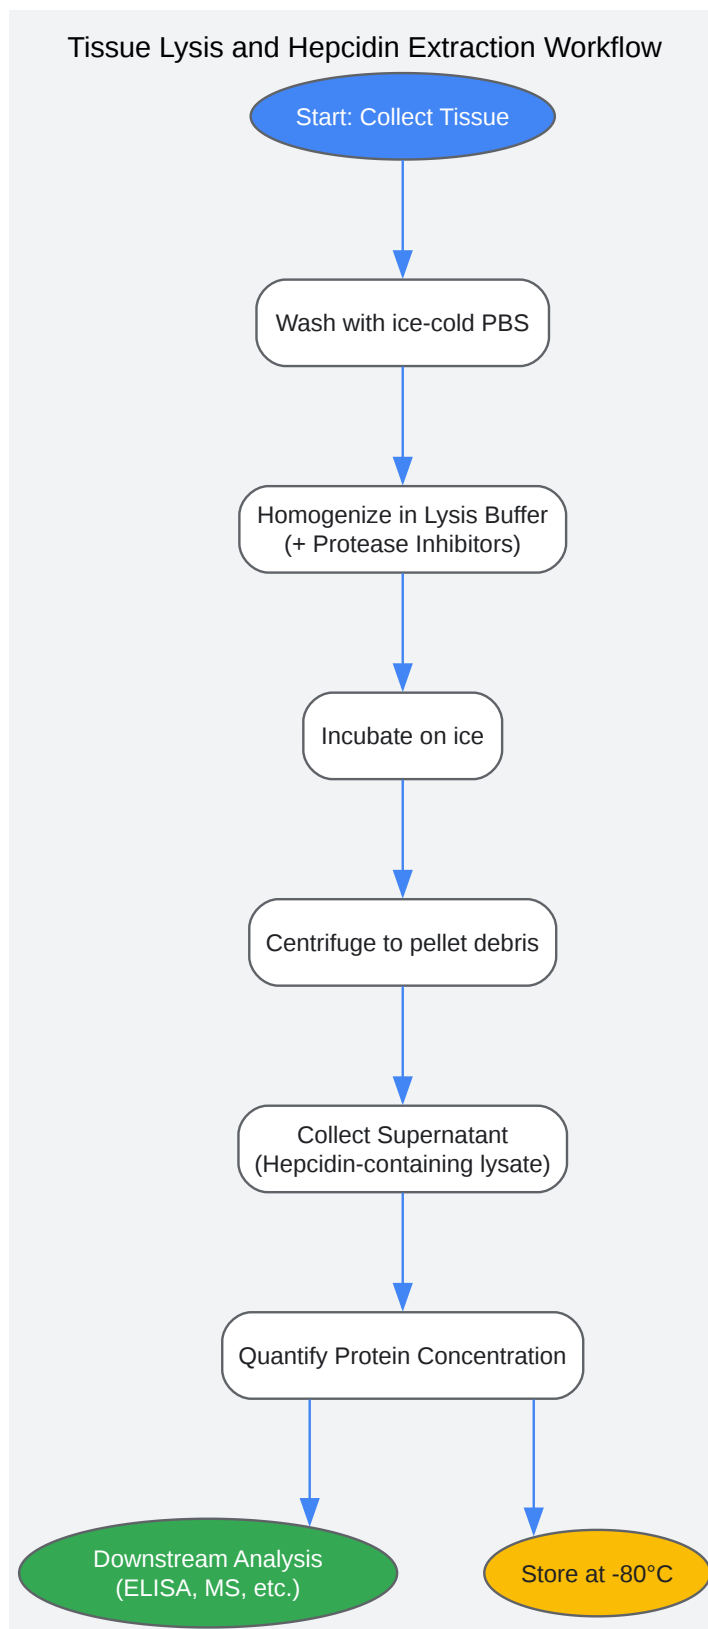 Tissue Lysis and Hepcidin Extraction Workflow
Start: Collect Tissue
Wash with ice-cold PBS
Homogenize in Lysis Buffer
(+ Protease Inhibitors)
Incubate on ice
Centrifuge to pellet debris
Collect Supernatant
(Hepcidin-containing lysate)
Quantify Protein Concentration
Downstream Analysis
(ELISA, MS, etc.)
Store at -80°C